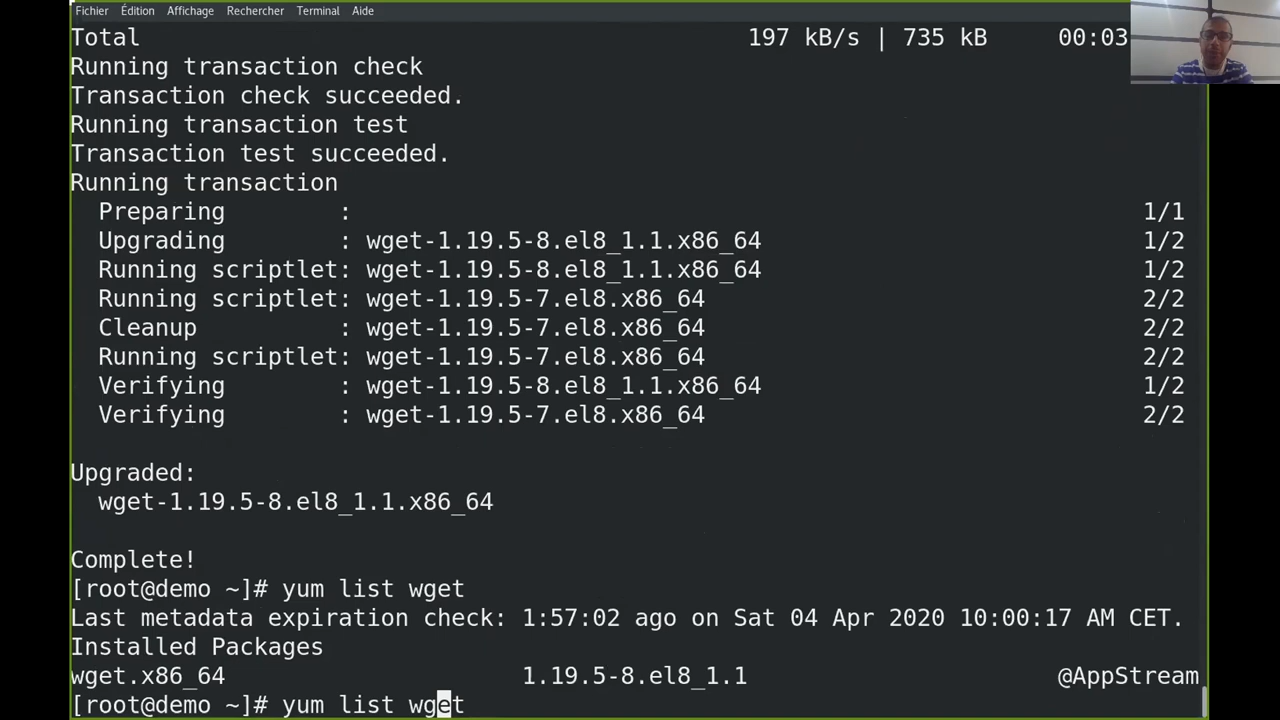 Fichier Édition Affichage Rechercher Terminal Aide
Total 197 kB/s | 735 kB 00:03
Running transaction check
Transaction check succeeded.
Running transaction test
Transaction test succeeded.
Running transaction
Preparing : 1/1
Upgrading : wget-1.19.5-8.el8_1.1.x86_64 1/2
Running scriptlet: wget-1.19.5-8.el8_1.1.x86_64 1/2
Running scriptlet: wget-1.19.5-7.el8.x86_64 2/2
Cleanup : wget-1.19.5-7.el8.x86_64 2/2
Running scriptlet: wget-1.19.5-7.el8.x86_64 2/2
Verifying : wget-1.19.5-8.el8_1.1.x86_64 1/2
Verifying : wget-1.19.5-7.el8.x86_64 2/2
Upgraded:
wget-1.19.5-8.el8_1.1.x86_64
Complete!
[root@demo ~]# yum list wget
Last metadata expiration check: 1:57:02 ago on Sat 04 Apr 2020 10:00:17 AM CET.
Installed Packages
wget.x86_64 1.19.5-8.el8_1.1 @AppStream
[root@demo ~]# yum list wget